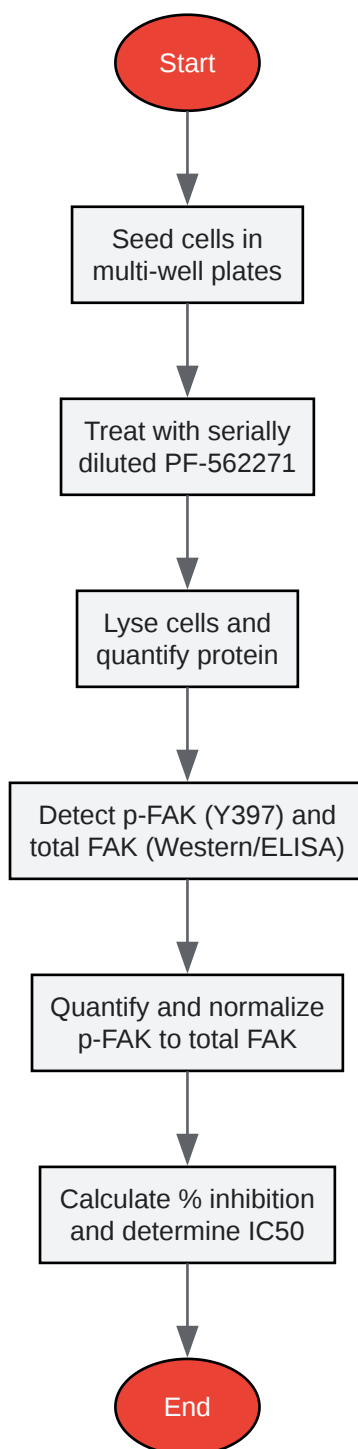 Start
Seed cells in
multi-well plates
Treat with serially
diluted PF-562271
Lyse cells and
quantify protein
Detect p-FAK (Y397) and
total FAK (Western/ELISA)
Quantify and normalize
p-FAK to total FAK
Calculate % inhibition
and determine IC50
End